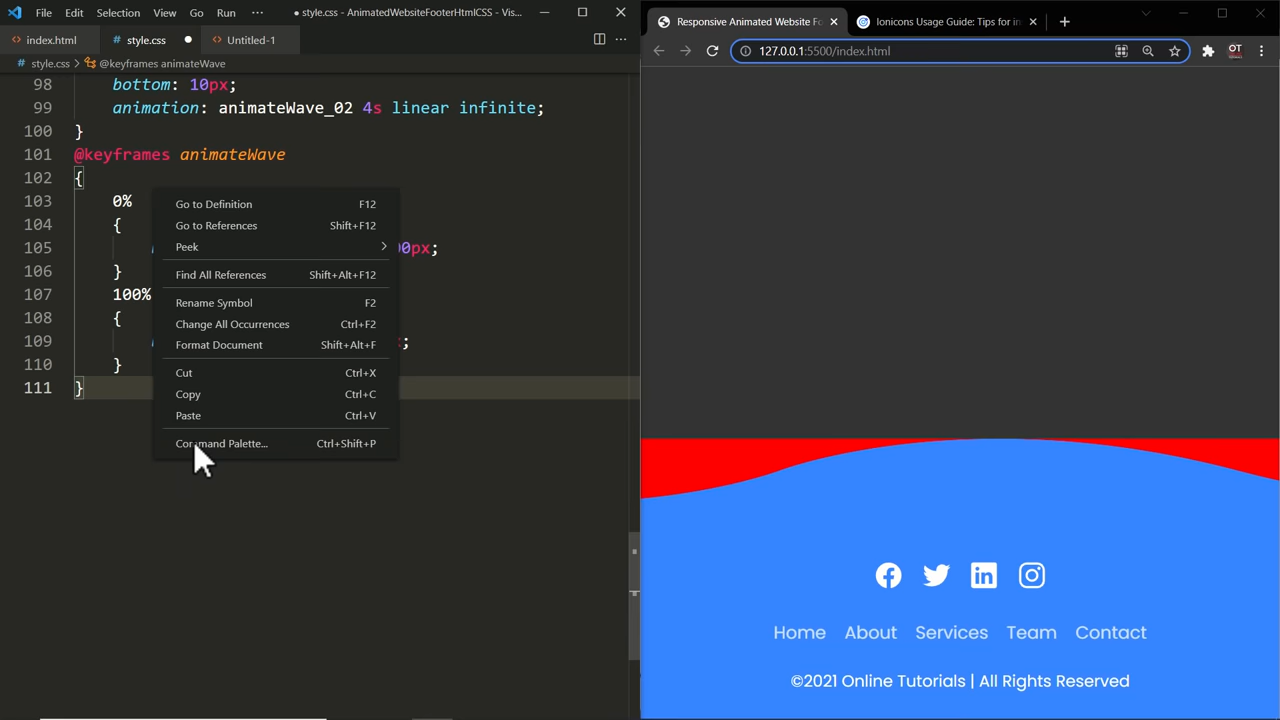 File Edit Selection View Go Run ··· ● style.css - AnimatedWebsiteFooterHtmlCSS - Vis...
index.html # style.css ● Untitled-1
# style.css > @keyframes animateWave
98 bottom: 10px;
99 animation: animateWave_02 4s linear infinite;
100 }
101 @keyframes animateWave
102 {
103 0%
104 {
105 00px;
106 }
107 100%
108 {
109 ;
110 }
111 }
Go to Definition F12
Go to References Shift+F12
Peek
Find All References Shift+Alt+F12
Rename Symbol F2
Change All Occurrences Ctrl+F2
Format Document Shift+Alt+F
Cut Ctrl+X
Copy Ctrl+C
Paste Ctrl+V
Command Palette... Ctrl+Shift+P
Responsive Animated Website Fo Ionicons Usage Guide: Tips for in
127.0.0.1:5500/index.html OT
Home About Services Team Contact
©2021 Online Tutorials | All Rights Reserved